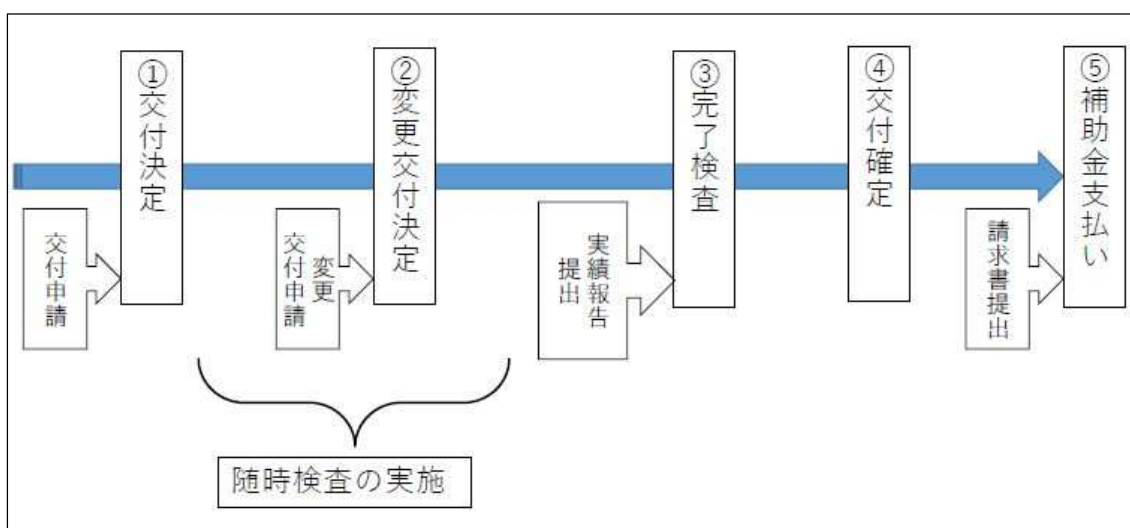 ①交付決定
②変更交付決定
③完了検査
④交付確定
⑤補助金支払い
交付申請
変更
交付申請
実績報告
提出
請求書提出
随時検査の実施